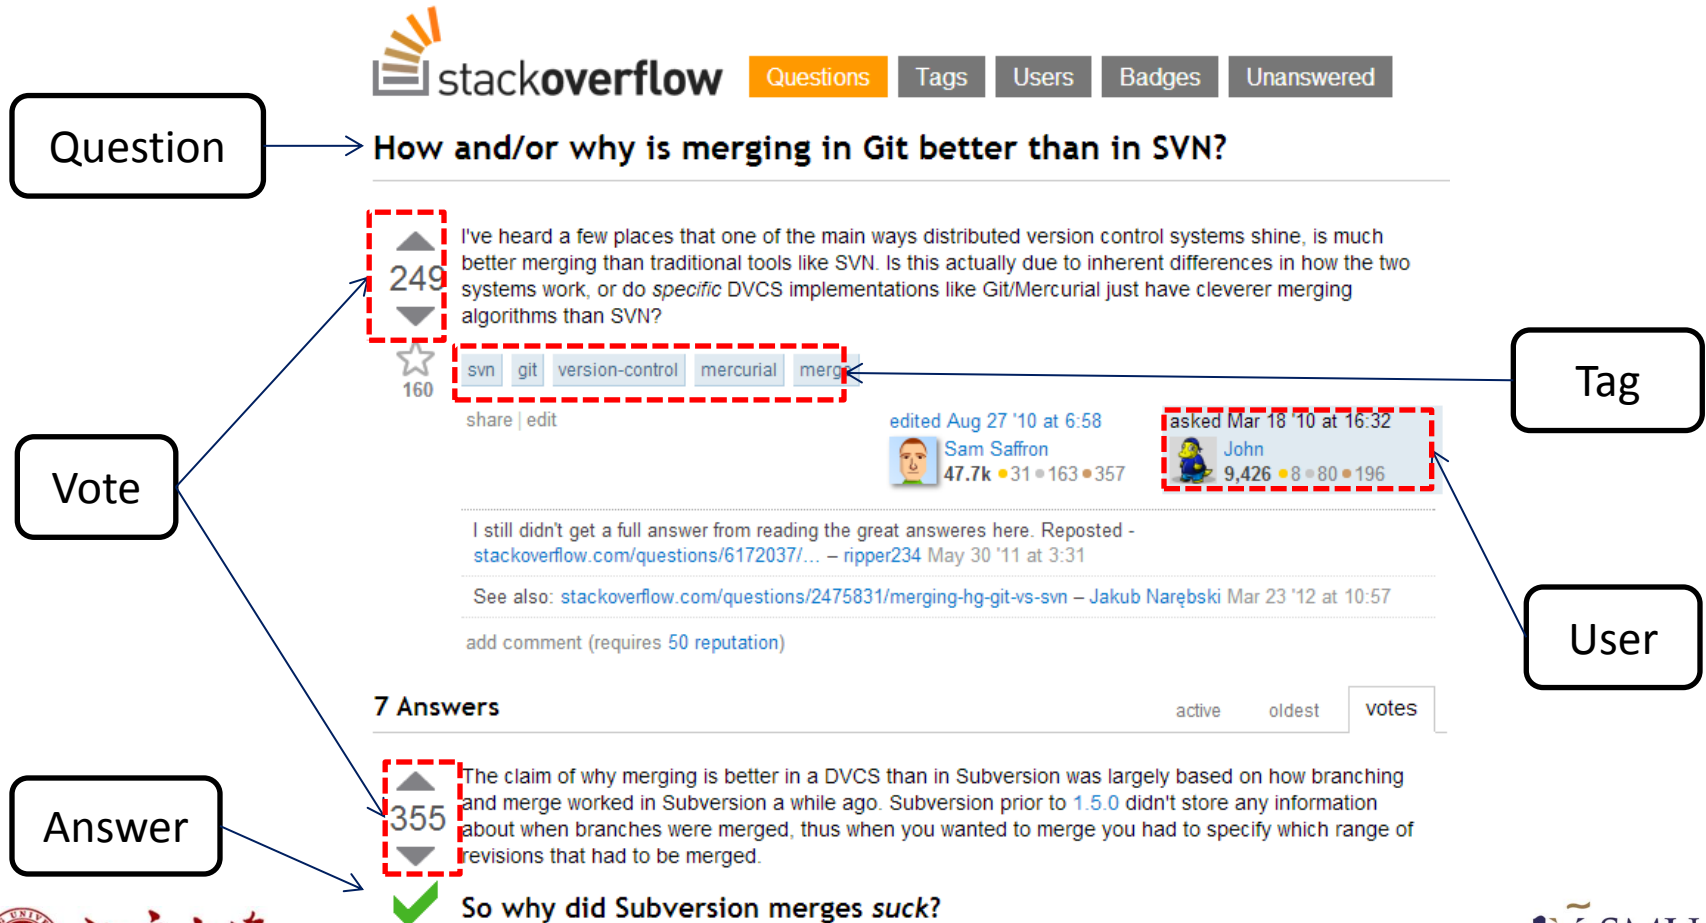 stackoverflow
Questions Tags Users Badges Unanswered
Question
How and/or why is merging in Git better than in SVN?
I've heard a few places that one of the main ways distributed version control systems shine, is much
better merging than traditional tools like SVN. Is this actually due to inherent differences in how the two
systems work, or do specific DVCS implementations like Git/Mercurial just have cleverer merging
algorithms than SVN?
249
160
svn git version-control mercurial merge
Tag
share | edit
edited Aug 27 '10 at 6:58
Sam Saffron
47.7k ●31●163●357
asked Mar 18 '10 at 16:32
John
9,426 ●8●80●196
Vote
I still didn't get a full answer from reading the great answeres here. Reposted -
stackoverflow.com/questions/6172037/… – ripper234 May 30 '11 at 3:31
See also: stackoverflow.com/questions/2475831/merging-hg-git-vs-svn – Jakub Narębski Mar 23 '12 at 10:57
add comment (requires 50 reputation)
User
7 Answers
active oldest votes
355
The claim of why merging is better in a DVCS than in Subversion was largely based on how branching
and merge worked in Subversion a while ago. Subversion prior to 1.5.0 didn't store any information
about when branches were merged, thus when you wanted to merge you had to specify which range of
revisions that had to be merged.
Answer
So why did Subversion merges suck?